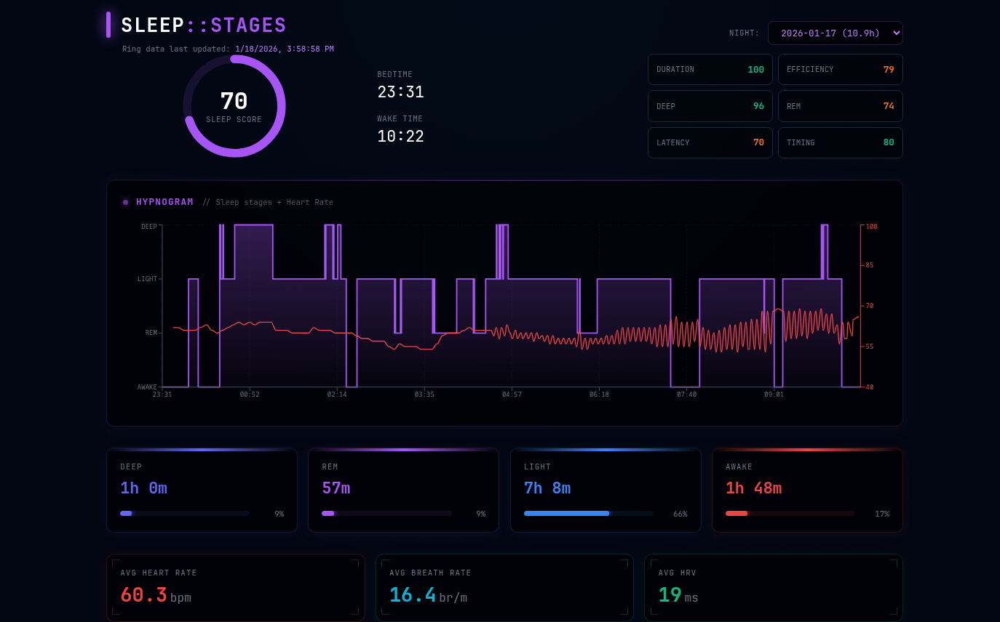 SLEEP::STAGES
Ring data last updated: 1/18/2026, 3:58:58 PM
NIGHT: 2026-01-17 (10.9h)
70
SLEEP SCORE
BEDTIME
23:31
WAKE TIME
10:22
DURATION 100
EFFICIENCY 79
DEEP 96
REM 74
LATENCY 70
TIMING 80
HYPNOGRAM // Sleep stages + Heart Rate
DEEP
LIGHT
REM
AWAKE
100
85
70
55
40
23:31 00:52 02:14 03:35 04:57 06:18 07:40 09:01
DEEP
1h 0m
9%
REM
57m
9%
LIGHT
7h 8m
66%
AWAKE
1h 48m
17%
AVG HEART RATE
60.3 bpm
AVG BREATH RATE
16.4 br/m
AVG HRV
19 ms